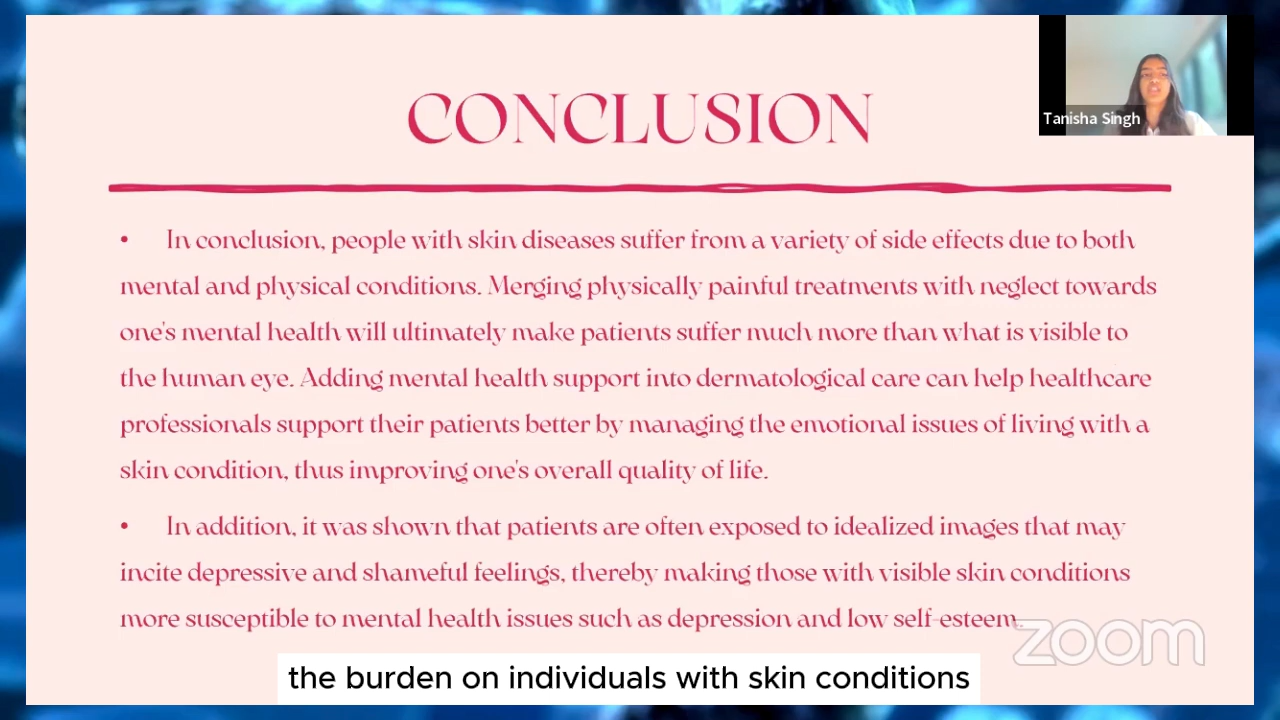 CONCLUSION
Tanisha Singh
• In conclusion, people with skin diseases suffer from a variety of side effects due to both
mental and physical conditions. Merging physically painful treatments with neglect towards
one's mental health will ultimately make patients suffer much more than what is visible to
the human eye. Adding mental health support into dermatological care can help healthcare
professionals support their patients better by managing the emotional issues of living with a
skin condition, thus improving one's overall quality of life.
• In addition, it was shown that patients are often exposed to idealized images that may
incite depressive and shameful feelings, thereby making those with visible skin conditions
more susceptible to mental health issues such as depression and low self-esteem.
zoom
the burden on individuals with skin conditions